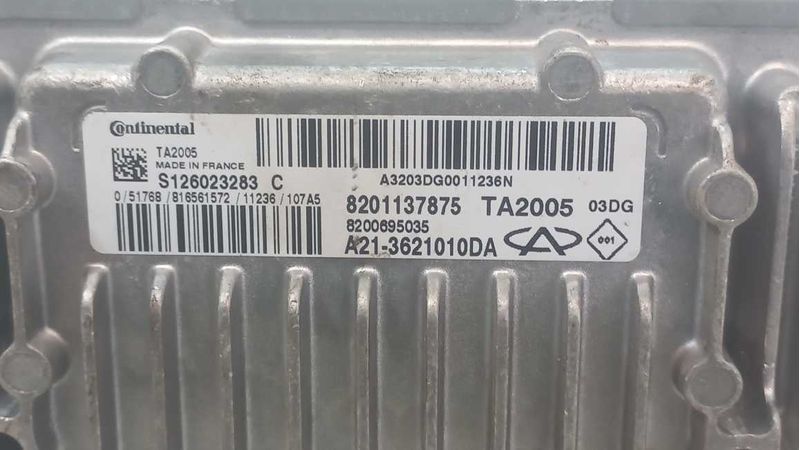 Continental
TA2005
MADE IN FRANCE
S126023283 C
0/51768/816561572/11236/107A5
A3203DG0011236N
8201137875 TA2005 03DG
8200695035
A21-3621010DA
001